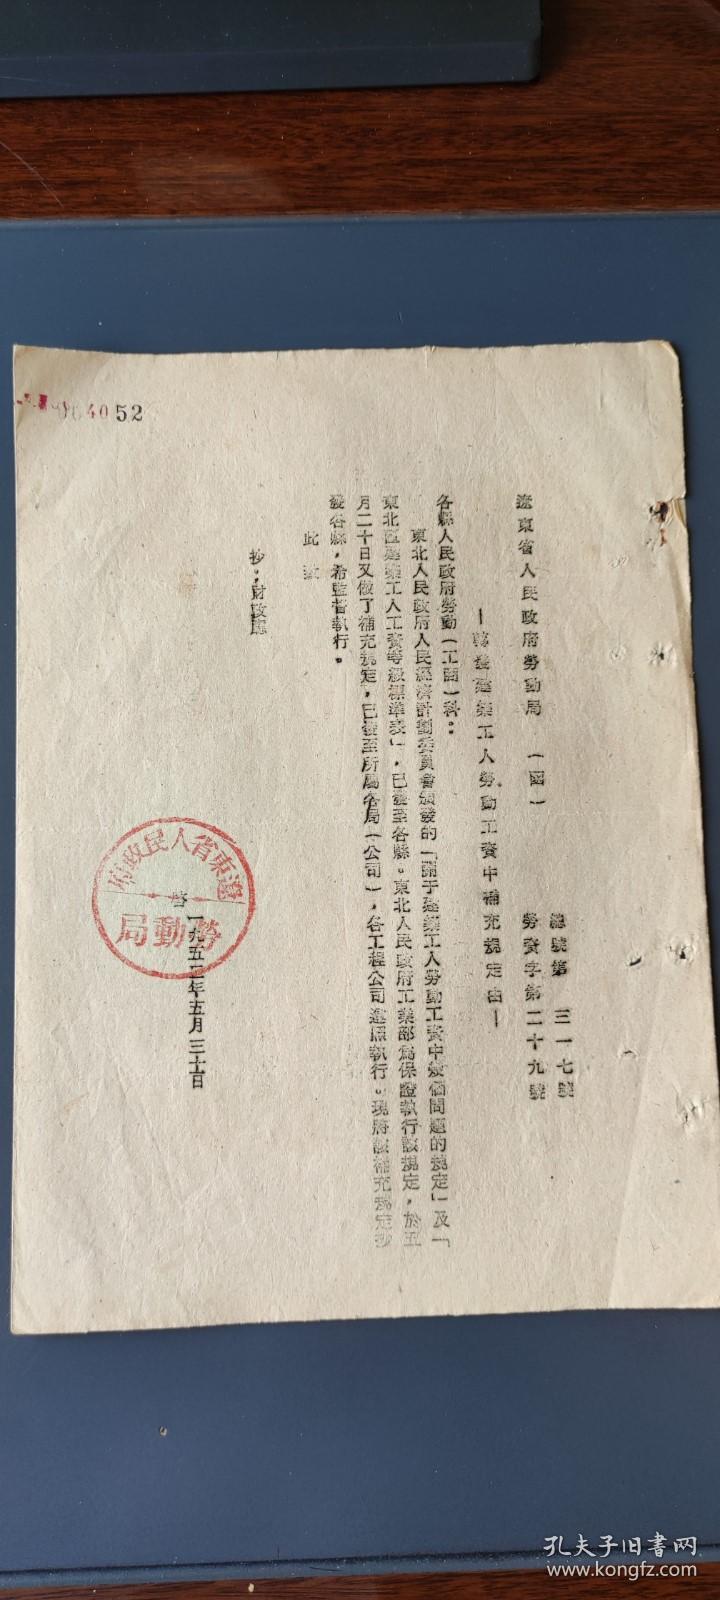 052
遼東省人民政府勞動局　(函)
總號第　三一七號
勞資字第二十九號
—轉發建築工人勞動工資中補充規定由—
各縣人民政府勞動(工商)科：
東北人民政府人民經濟計劃委員會頒發的「關于建築工人勞動工資中幾個問題的規定」及「
東北區建築工人工資等級標準表」，已發至各縣。東北人民政府工業部為保證執行該規定，於五
月二十日又做了補充規定，已發至所屬各局(公司)，各工程公司遵照執行。現將該補充規定抄
發各縣，希監督執行。
此致
抄：財政廳
遼東省人民政府
勞動局
啓
年五月三十日
孔夫子旧书网
www.kongfz.com